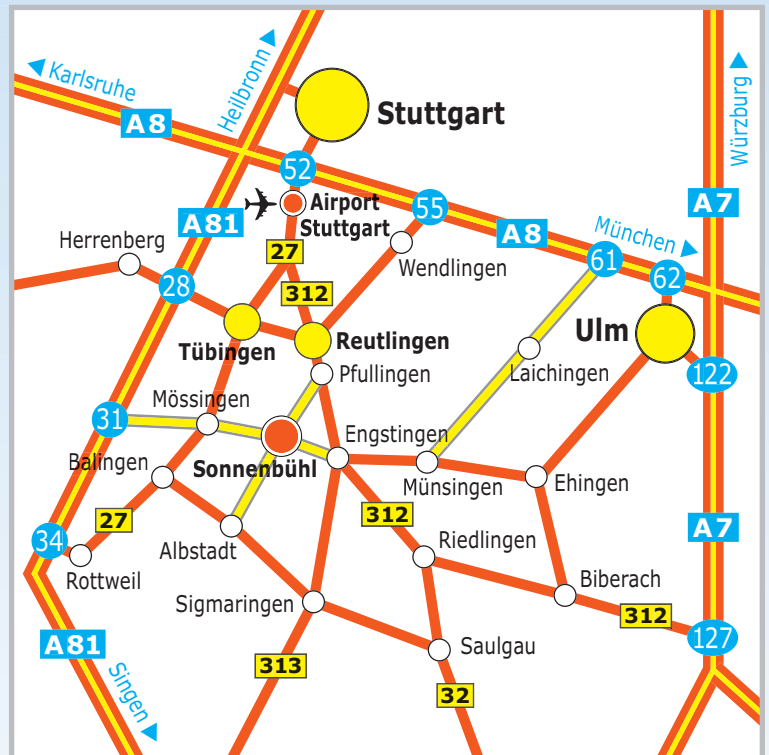 Karlsruhe
Heilbronn
Stuttgart
Würzburg
A8
52
Airport
Stuttgart
A81
55
A8
A7
München
Herrenberg
27
Wendlingen
61
62
28
312
Ulm
Tübingen
Reutlingen
Laichingen
Pfullingen
122
Mössingen
31
Engstingen
Balingen
Sonnenbühl
Münsingen
Ehingen
27
312
A7
34
Albstadt
Riedlingen
Rottweil
Biberach
Sigmaringen
312
127
A81
Saulgau
313
Singen
32